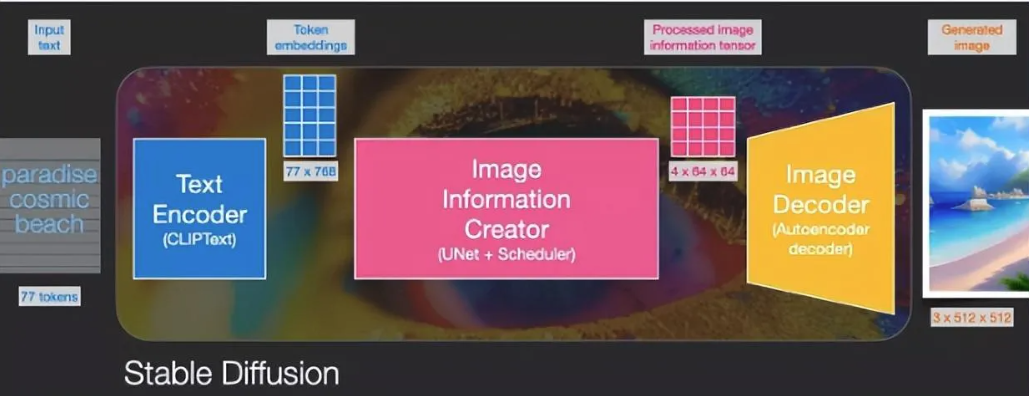 Input
text
Token
embeddings
Processed image
information tensor
Generated
image
paradise
cosmic
beach
77 tokens
Text
Encoder
(CLIPText)
77 x 768
Image
Information
Creator
(UNet + Scheduler)
4 x 64 x 64
Image
Decoder
(Autoencoder
decoder)
3 x 512 x 512
Stable Diffusion